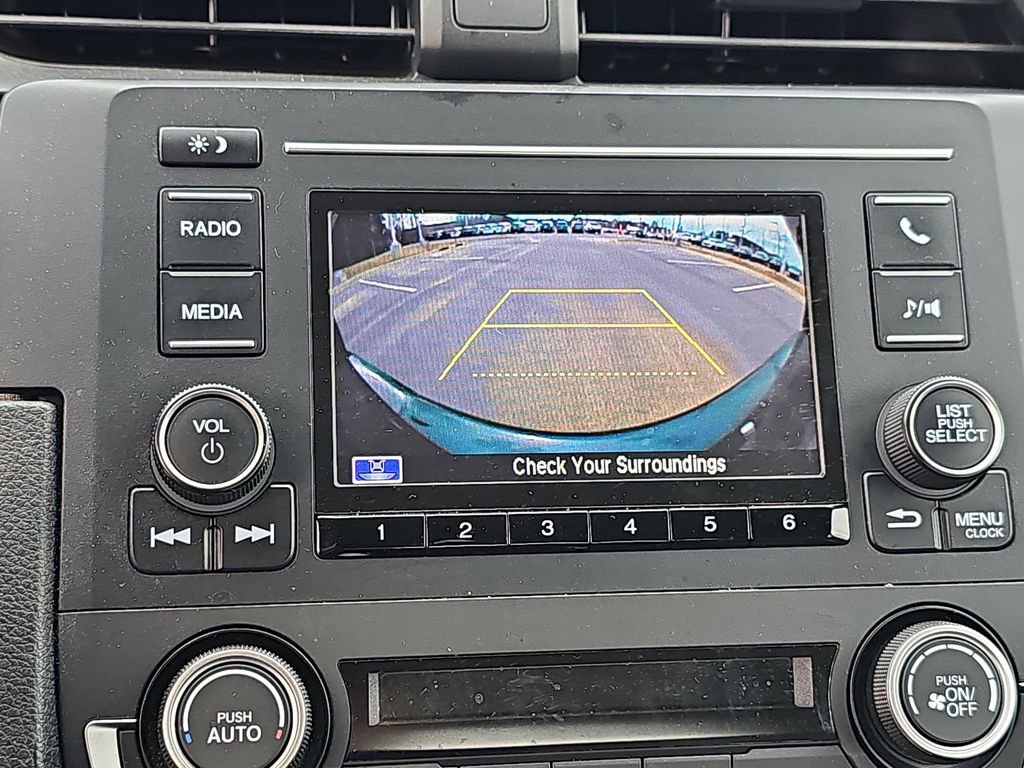 RADIO
MEDIA
VOL
LIST
PUSH
SELECT
Check Your Surroundings
1 2 3 4 5 6
MENU
CLOCK
PUSH
AUTO
PUSH
ON/
OFF